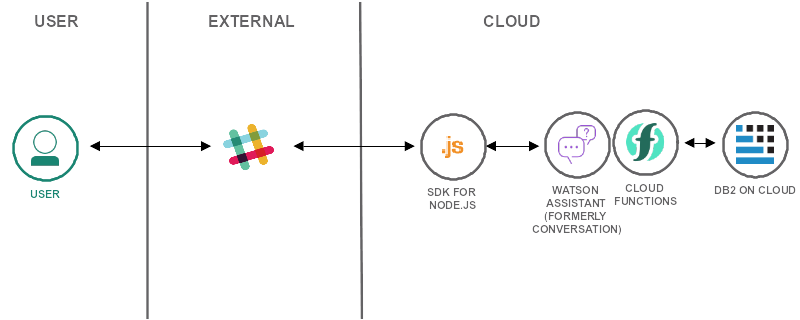 USER
EXTERNAL
CLOUD
USER
.js
SDK FOR
NODE.JS
?
WATSON
ASSISTANT
(FORMERLY
CONVERSATION)
f
CLOUD
FUNCTIONS
DB2 ON CLOUD